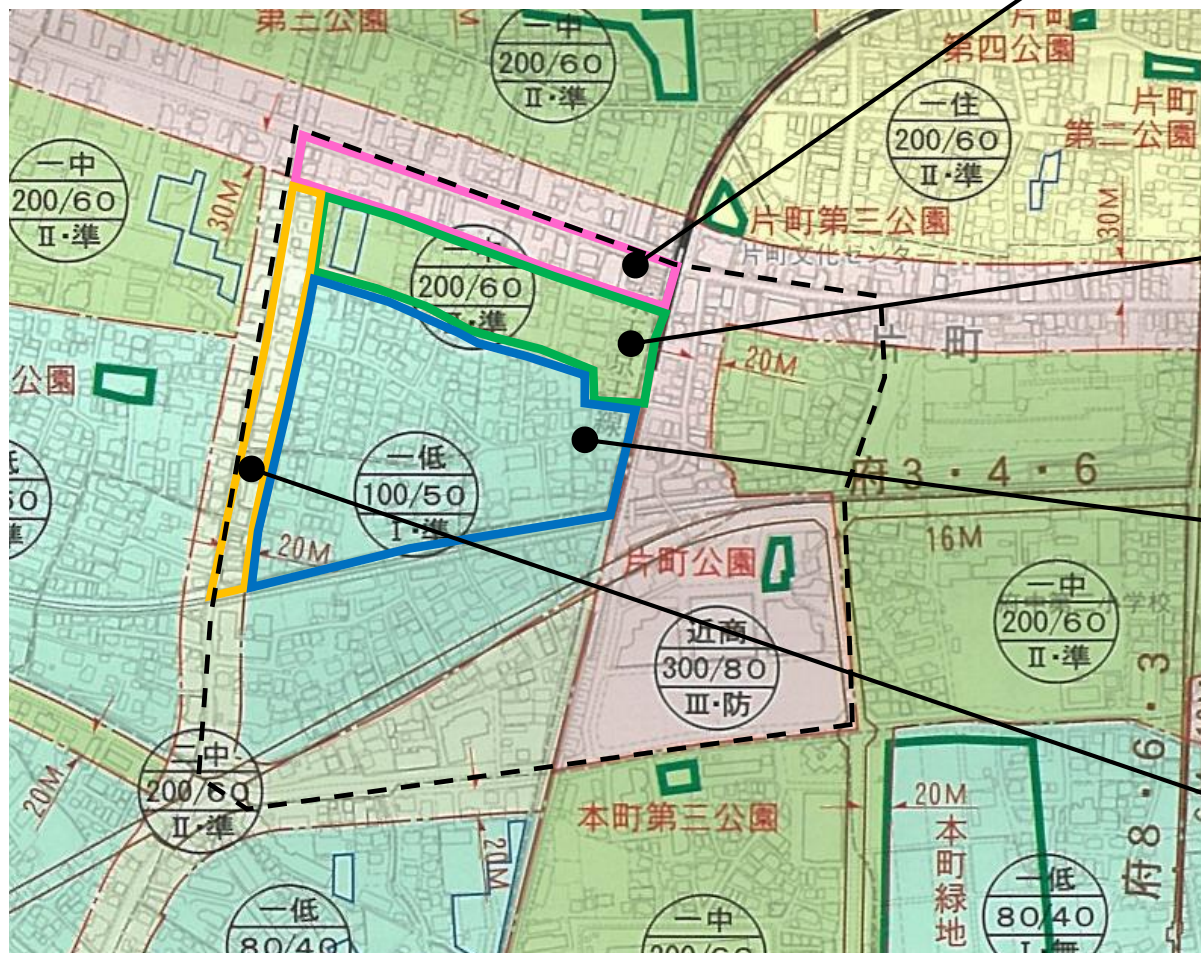 第三公園
一中
200/60
Ⅱ・準
第四公園
一住
200/60
Ⅱ・準
片町
第二公園
一中
200/60
Ⅱ・準
30M
片町第三公園
片町文化センター
30M
200/60
片町
20M
公園
一低
100/50
Ⅰ・準
20M
府3・4・6
16M
片町公園
近商
300/80
Ⅲ・防
一中
200/60
Ⅱ・準
学校
府8・6・3
二中
200/60
Ⅱ・準
20M
本町第三公園
20M
本町緑地
20M
一低
80/40
一中
一低
80/40